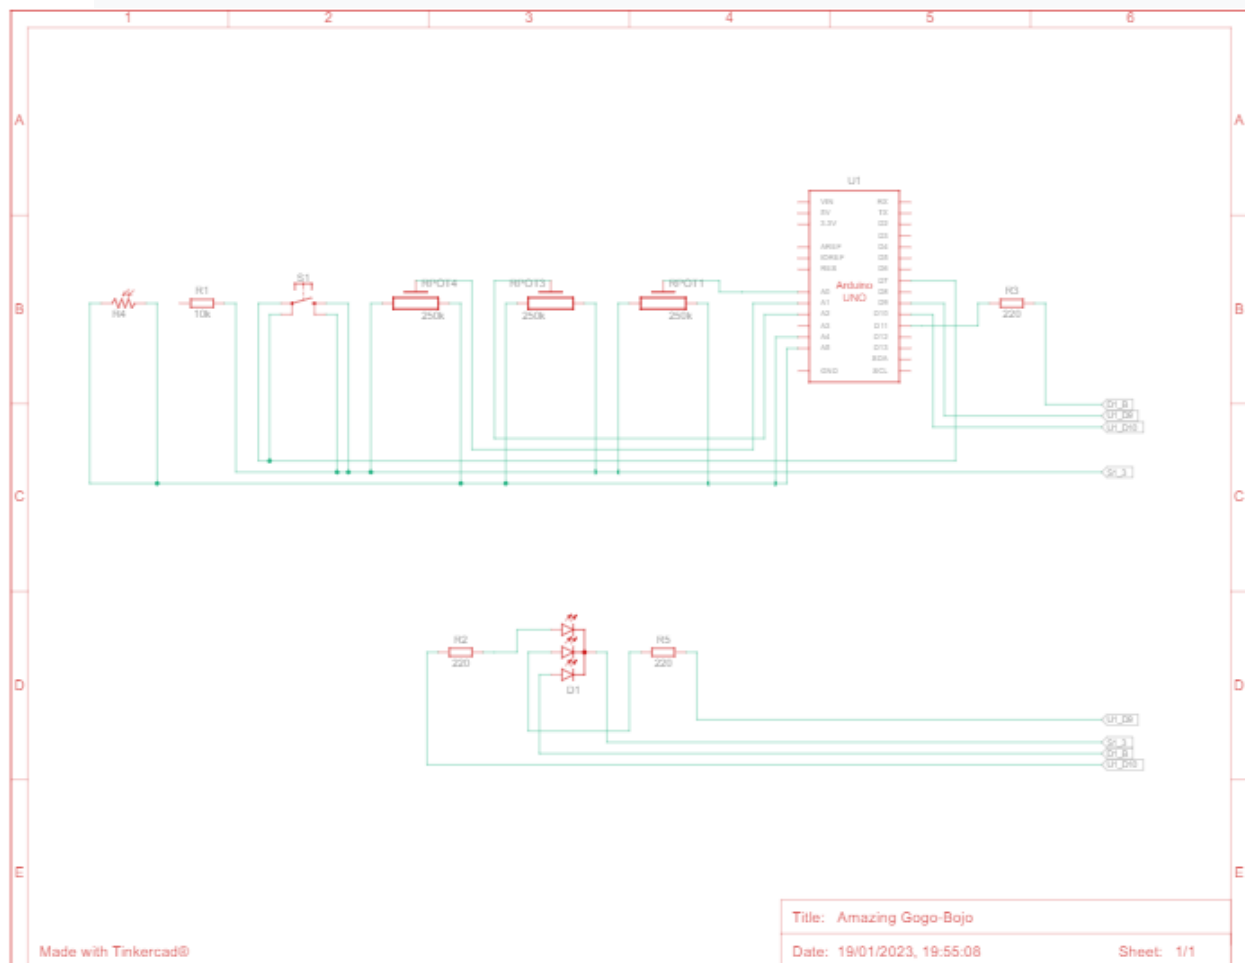 1 2 3 4 5 6
A A
U1
VIN
5V
3.3V
D2
D3
AREF D4
IOREF D5
RES D6
D7
A0 D8
A1 D9
A2 D10
A3 D11
A4 D12
A5 D13
SDA
GND SCL
Arduino
UNO
B B
R4
R1
10k
S1
RPOT4
250k
RPOT3
250k
RPOT1
250k
R3
220
D1_B
U1_D9
U1_D10
S1_3
C C
R2
220
D1
R5
220
D D
U1_D9
S1_3
D1_B
U1_D10
E E
Title: Amazing Gogo-Bojo
Made with Tinkercad®
Date: 19/01/2023, 19:55:08 Sheet: 1/1